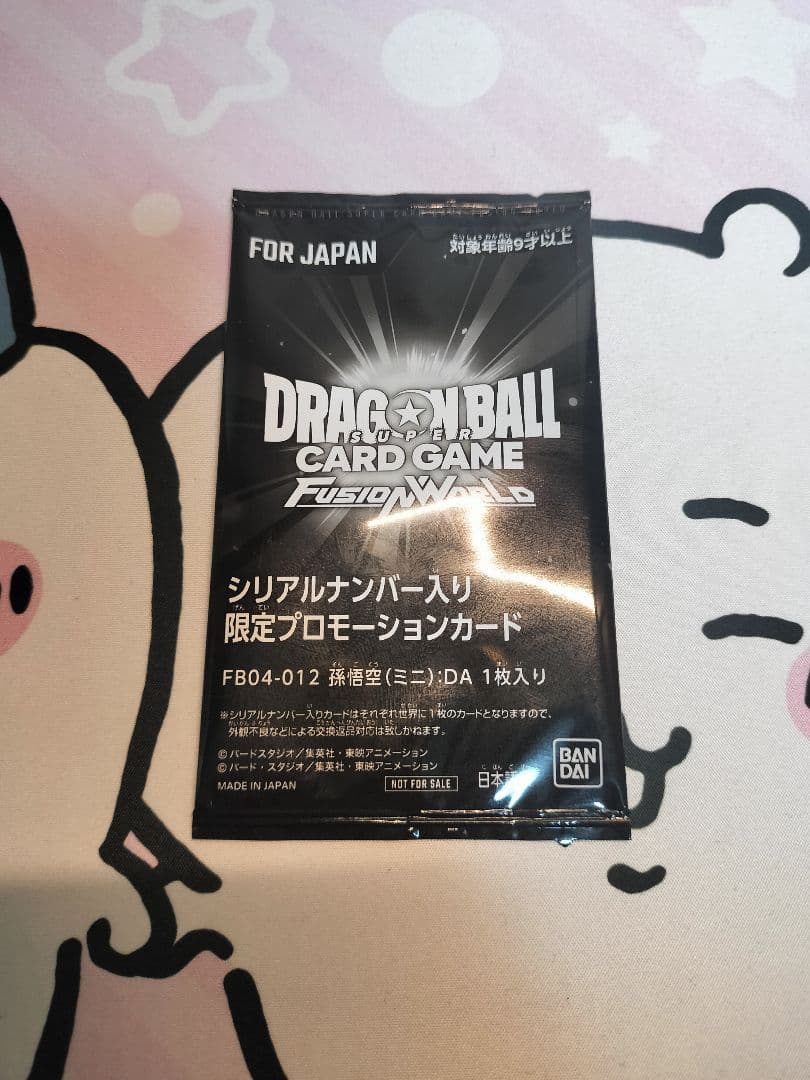 FOR JAPAN
対象年齢9才以上
DRAGON BALL
SUPER
CARD GAME
FUSION WORLD
シリアルナンバー入り
限定プロモーションカード
FB04-012 孫悟空(ミニ):DA 1枚入り
※シリアルナンバー入りカードはそれぞれ世界に1枚のカードとなりますので、
外観不良などによる交換返品対応は致しかねます。
©バードスタジオ/集英社・東映アニメーション
©バード・スタジオ/集英社・東映アニメーション
MADE IN JAPAN
NOT FOR SALE
日本語
BAN
DAI